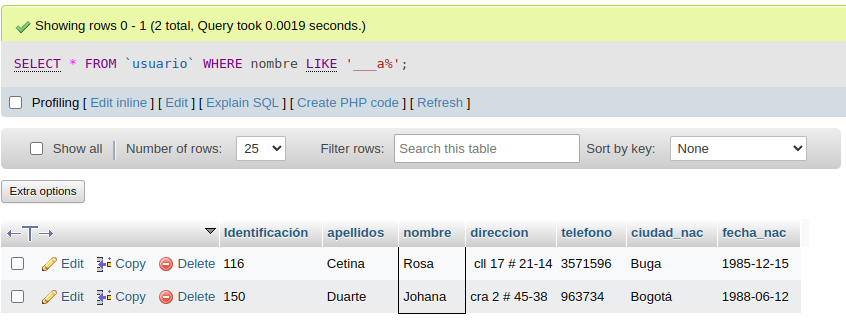 Showing rows 0 - 1 (2 total, Query took 0.0019 seconds.)
SELECT * FROM `usuario` WHERE nombre LIKE '___a%';
Profiling [ Edit inline ] [ Edit ] [ Explain SQL ] [ Create PHP code ] [ Refresh ]
Show all Number of rows: 25 Filter rows: Search this table Sort by key: None
Extra options
←T→ Identificación apellidos nombre direccion telefono ciudad_nac fecha_nac
Edit Copy Delete 116 Cetina Rosa cll 17 # 21-14 3571596 Buga 1985-12-15
Edit Copy Delete 150 Duarte Johana cra 2 # 45-38 963734 Bogotá 1988-06-12